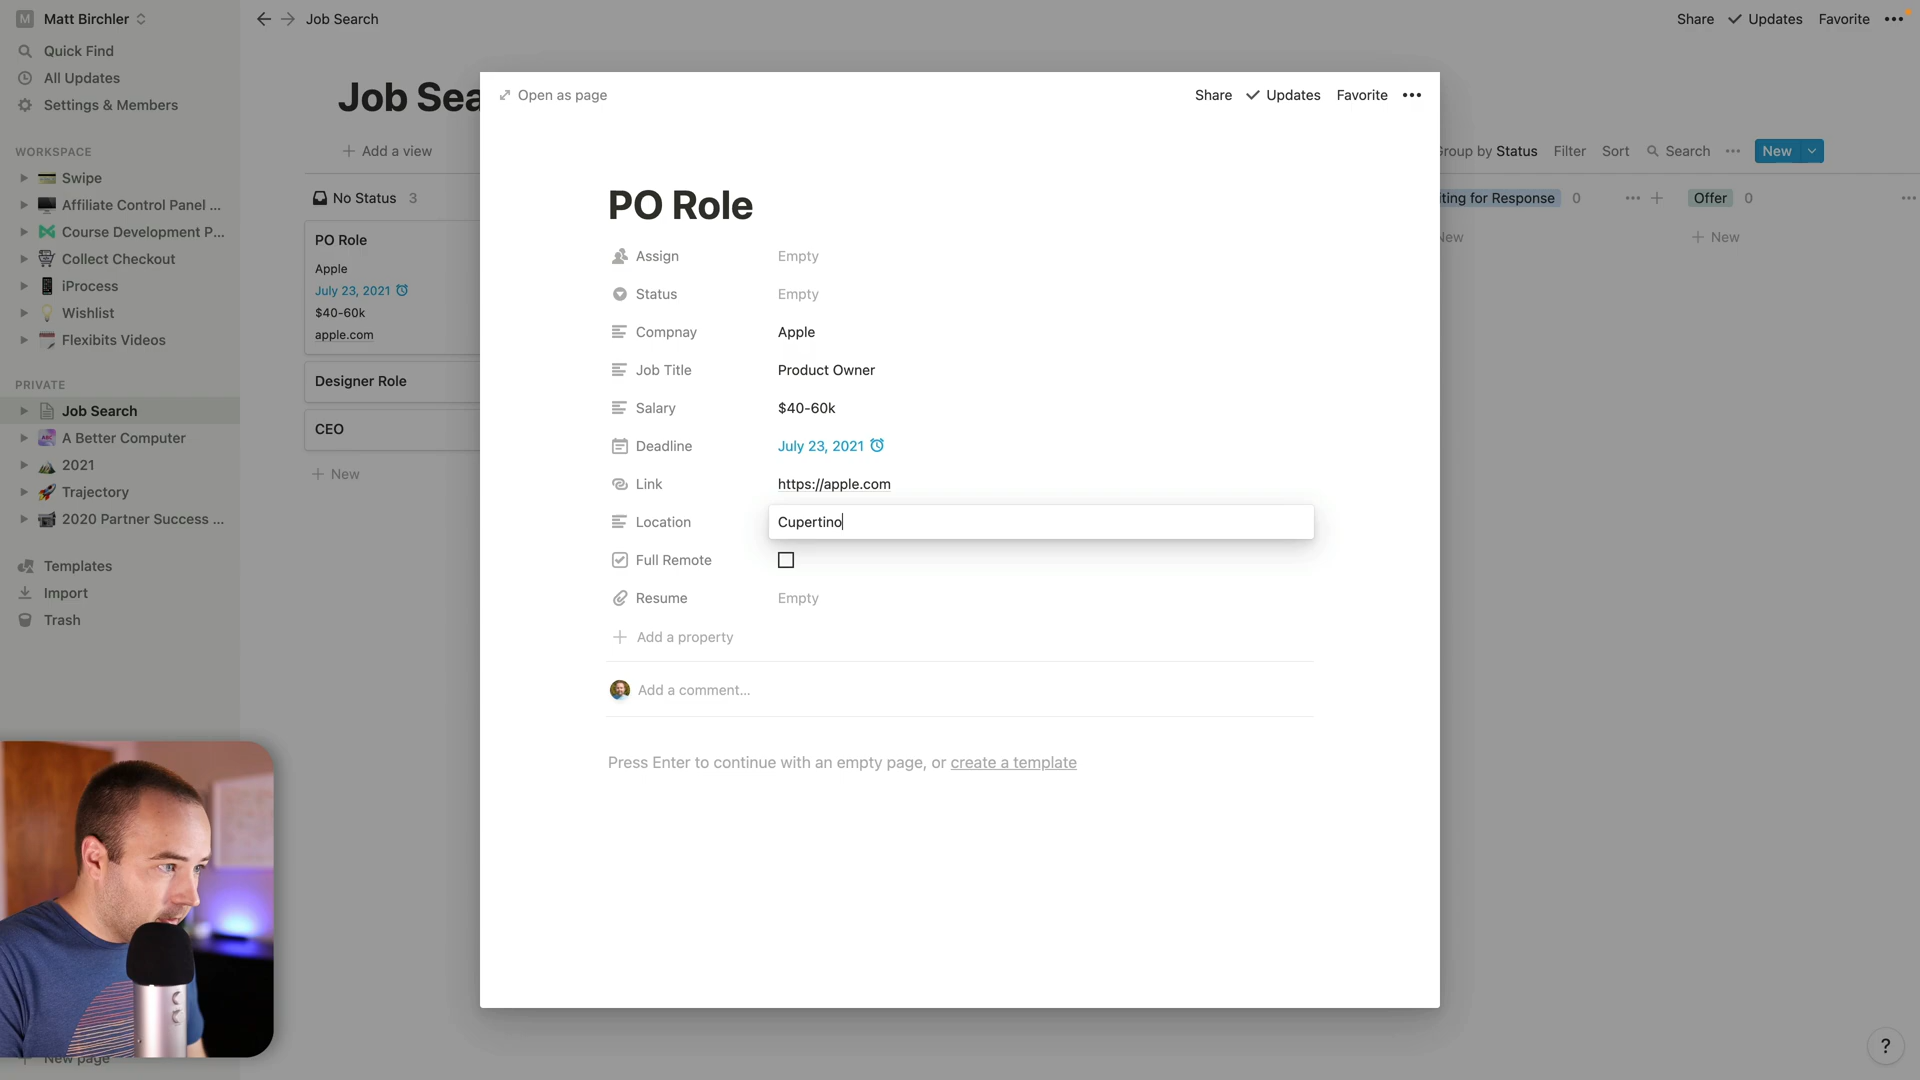 M Matt Birchler
Quick Find
All Updates
Settings & Members
WORKSPACE
Swipe
Affiliate Control Panel ...
Course Development P...
Collect Checkout
iProcess
Wishlist
Flexibits Videos
PRIVATE
Job Search
A Better Computer
2021
Trajectory
2020 Partner Success ...
Templates
Import
Trash
New page
Job Search
Share Updates Favorite
Job Sea
Add a view
Group by Status Filter Sort Search New
No Status 3
PO Role
Apple
July 23, 2021
$40-60k
apple.com
Designer Role
CEO
New
iting for Response 0
New
Offer 0
New
Open as page
Share Updates Favorite
PO Role
Assign Empty
Status Empty
Compnay Apple
Job Title Product Owner
Salary $40-60k
Deadline July 23, 2021
Link https://apple.com
Location Cupertino
Full Remote
Resume Empty
Add a property
Add a comment...
Press Enter to continue with an empty page, or create a template
?